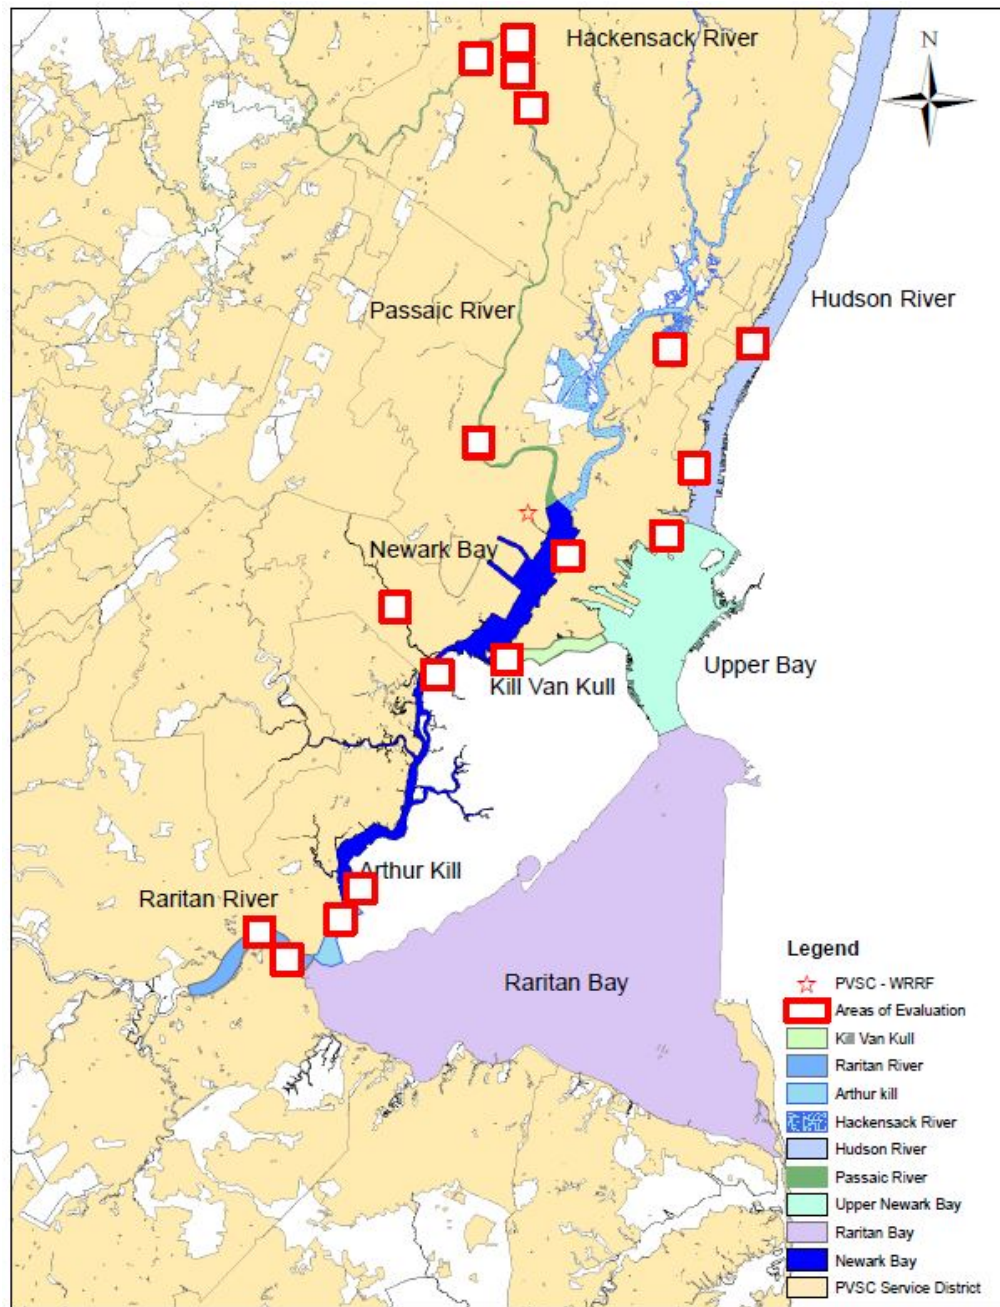 Hackensack River
N
Hudson River
Passaic River
Newark Bay
Upper Bay
Kill Van Kull
Arthur Kill
Raritan River
Raritan Bay
Legend
PVSC - WRRF
Areas of Evaluation
Kill Van Kull
Raritan River
Arthur kill
Hackensack River
Hudson River
Passaic River
Upper Newark Bay
Raritan Bay
Newark Bay
PVSC Service District